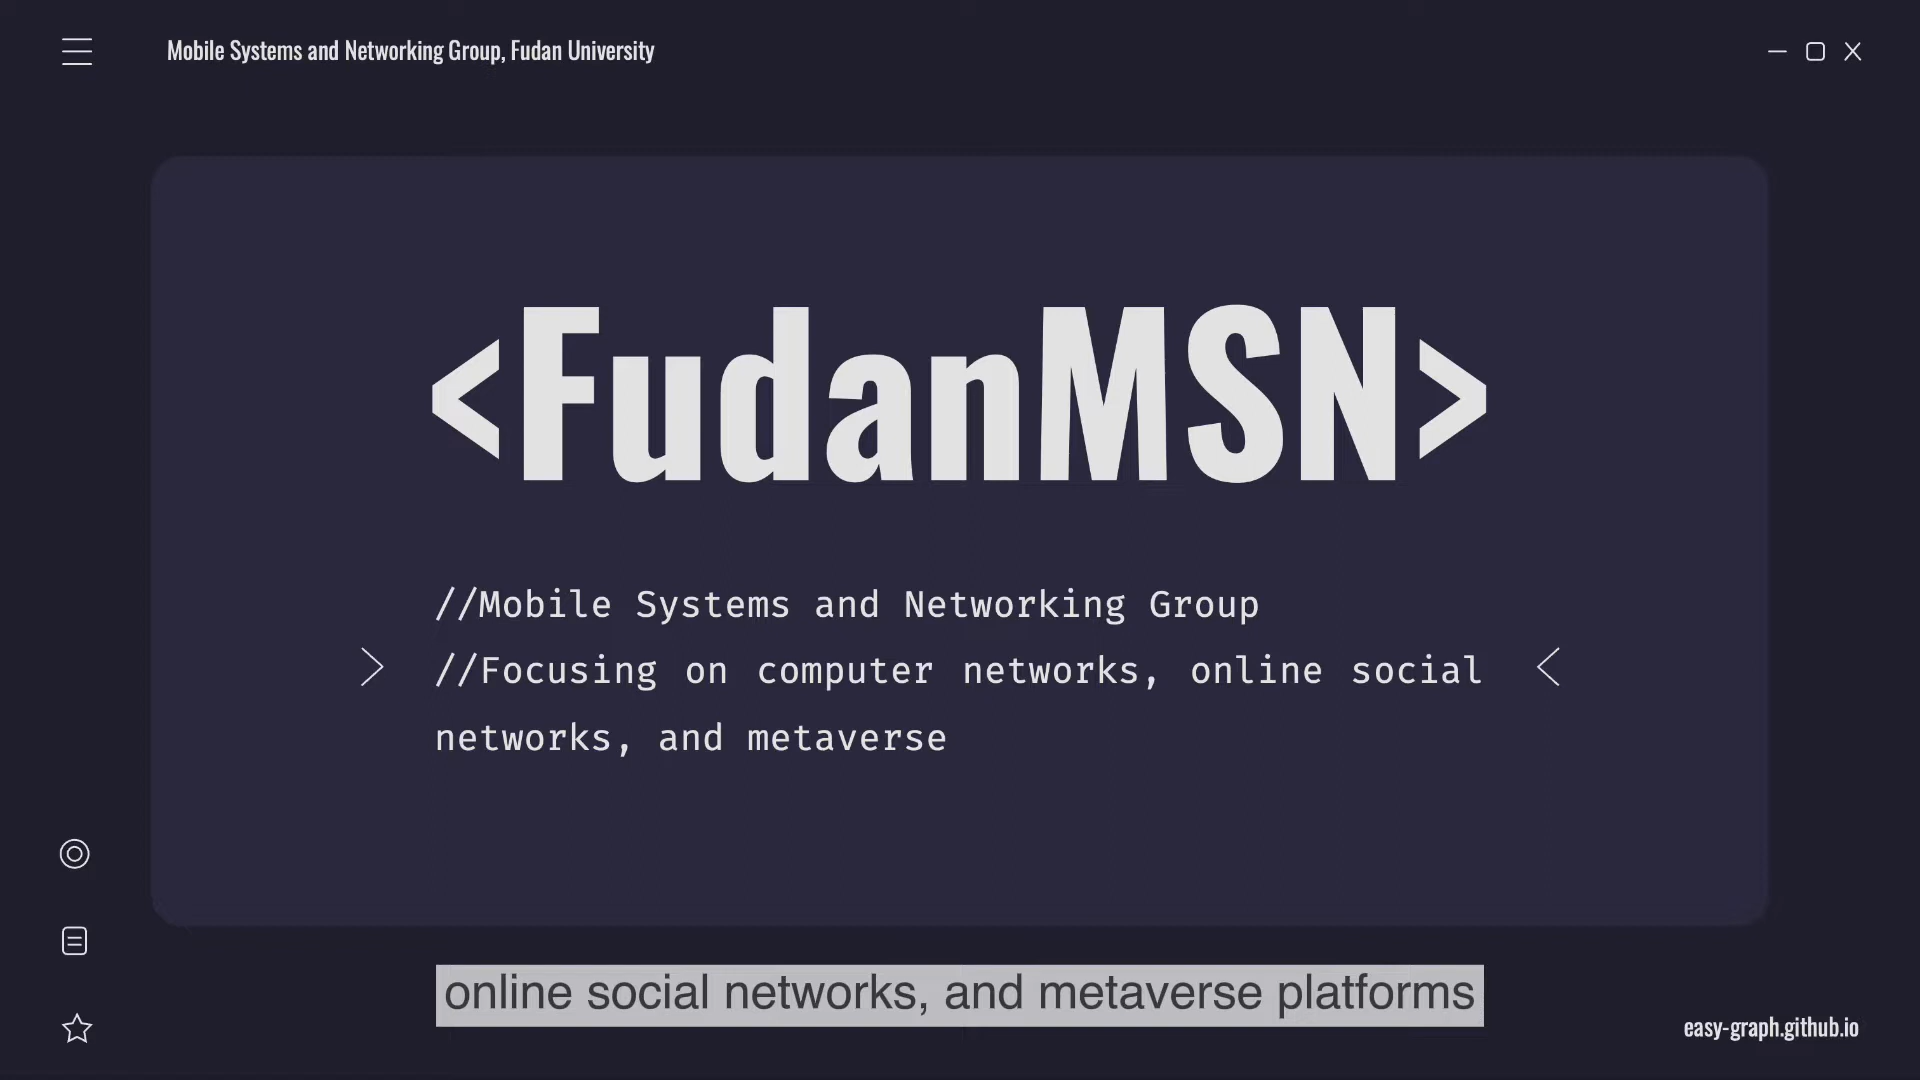 Mobile Systems and Networking Group, Fudan University
<FudanMSN>
//Mobile Systems and Networking Group
//Focusing on computer networks, online social
networks, and metaverse
online social networks, and metaverse platforms
easy-graph.github.io